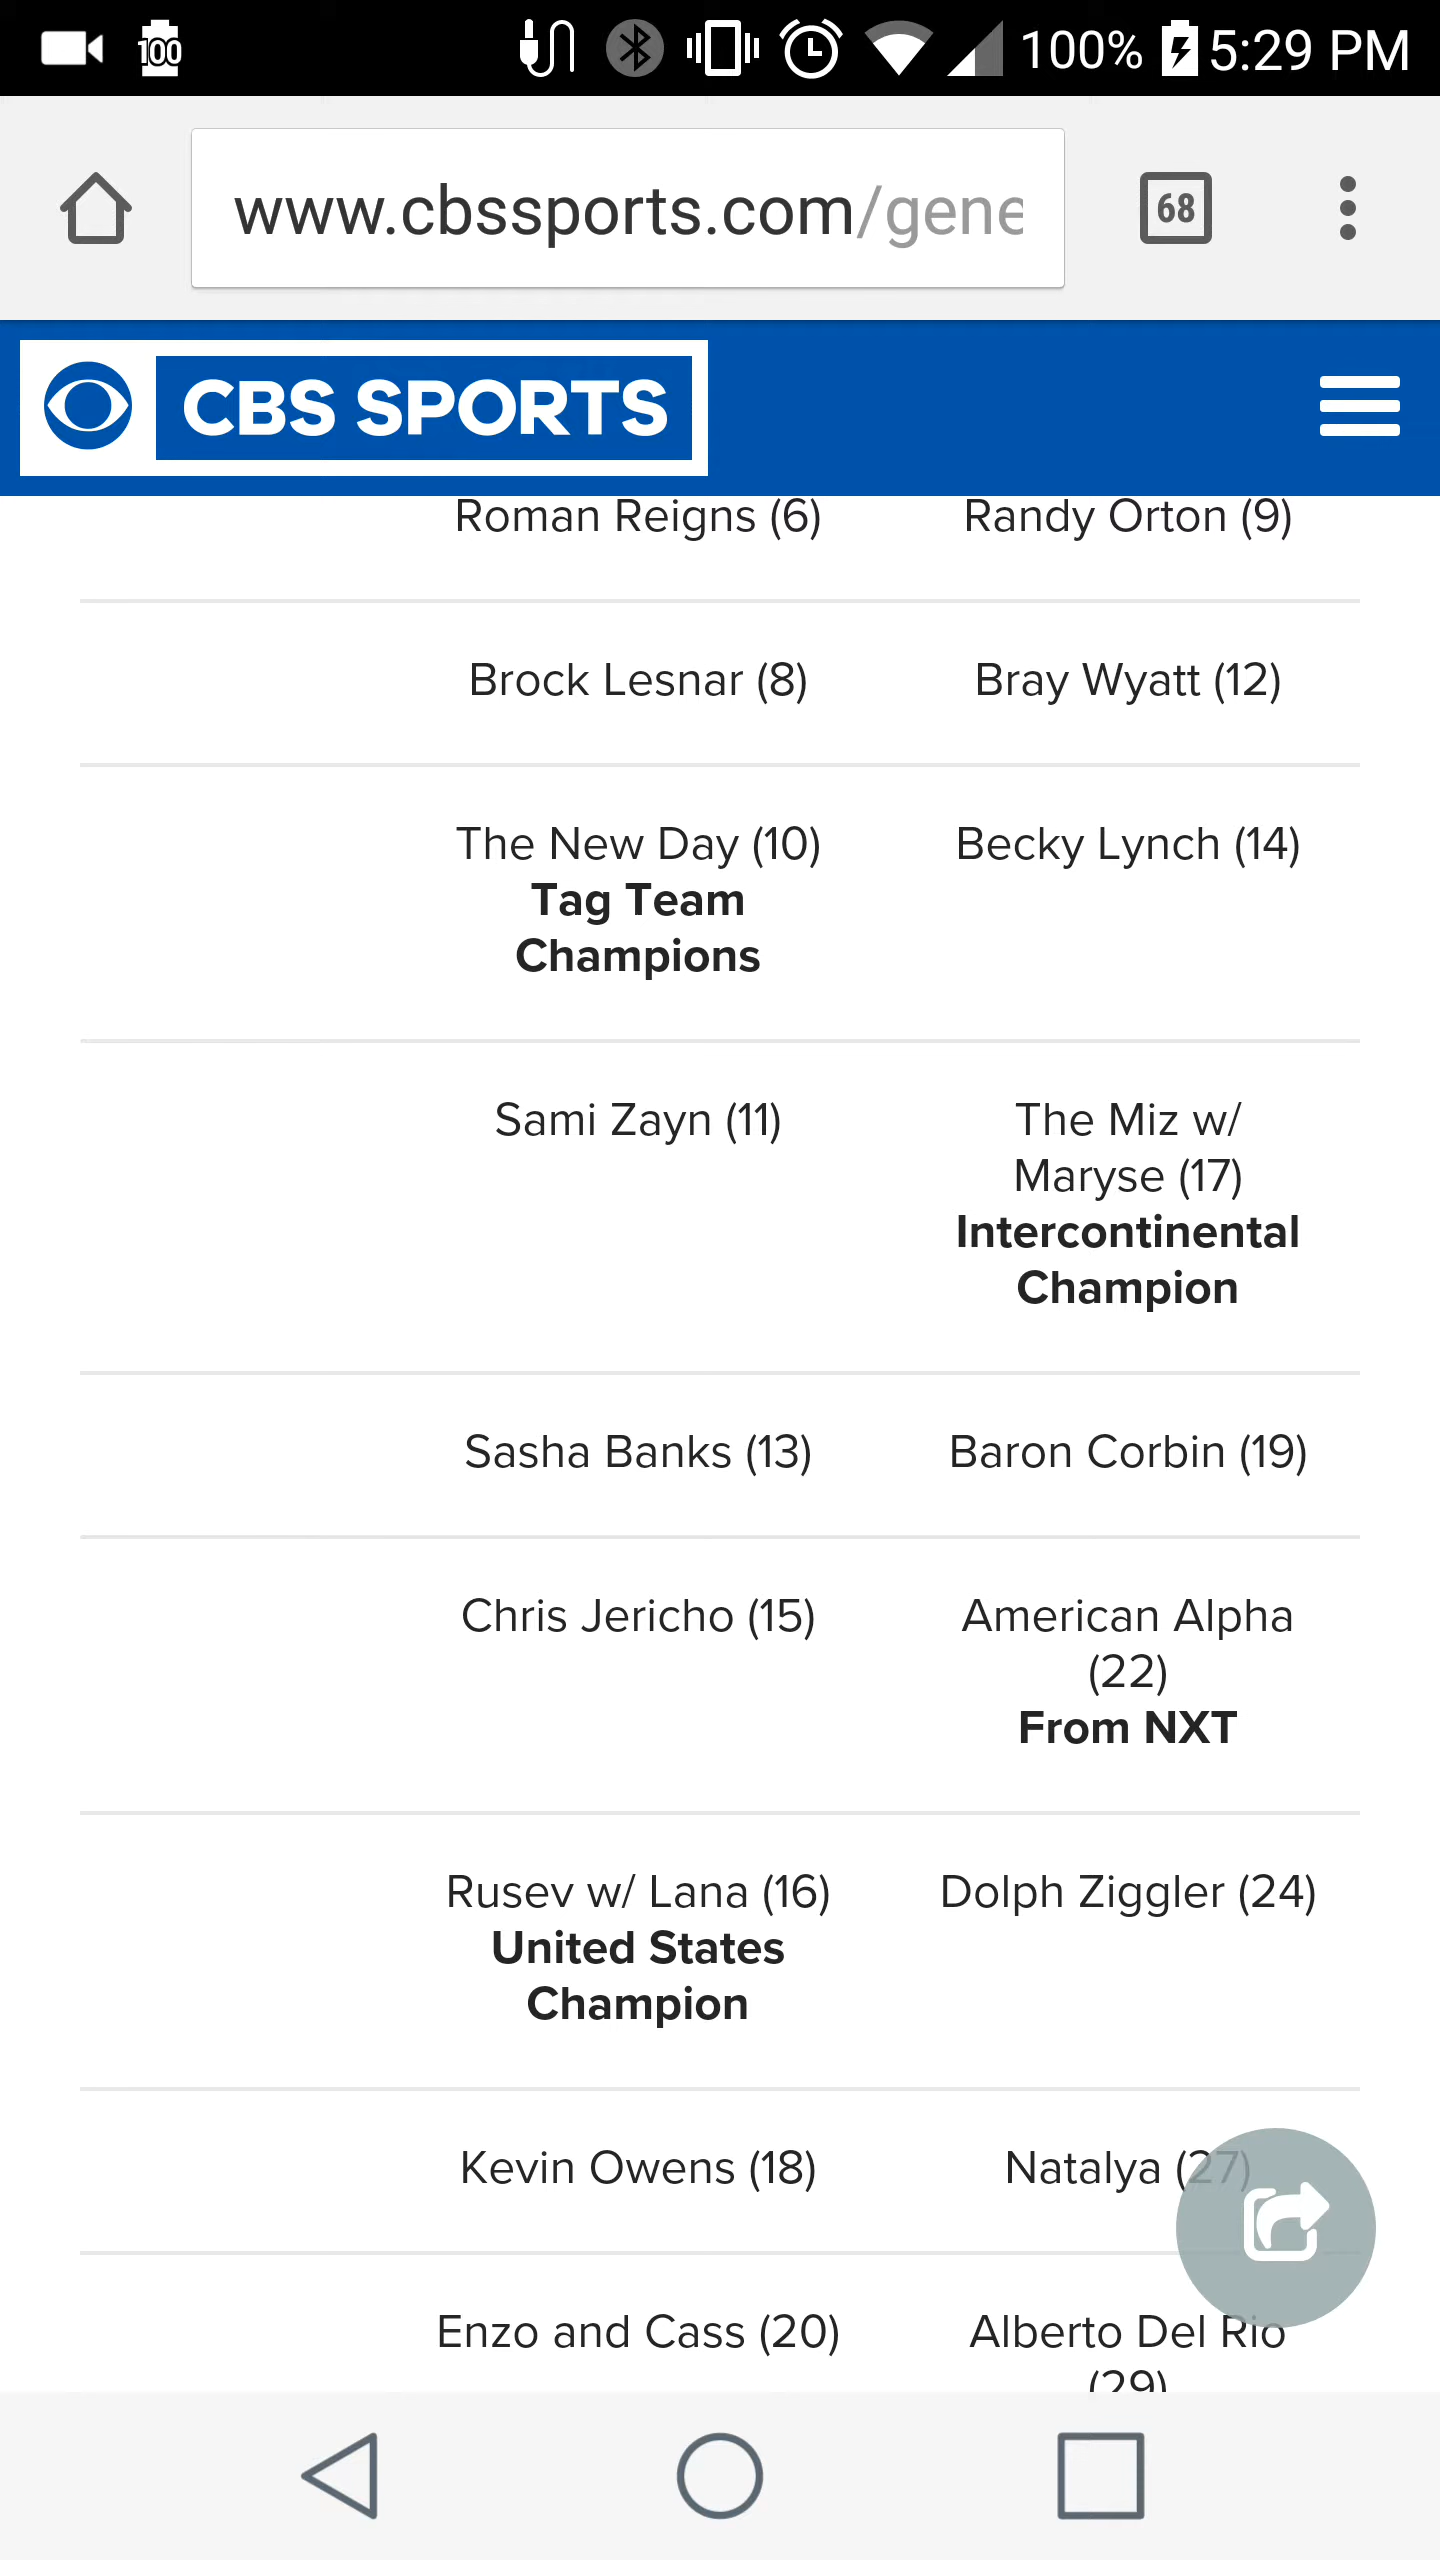 100
100% 5:29 PM
www.cbssports.com/gene
68
CBS SPORTS
Roman Reigns (6) Randy Orton (9)
Brock Lesnar (8) Bray Wyatt (12)
The New Day (10) Becky Lynch (14)
Tag Team
Champions
Sami Zayn (11) The Miz w/
Maryse (17)
Intercontinental
Champion
Sasha Banks (13) Baron Corbin (19)
Chris Jericho (15) American Alpha
(22)
From NXT
Rusev w/ Lana (16) Dolph Ziggler (24)
United States
Champion
Kevin Owens (18) Natalya (27)
Enzo and Cass (20) Alberto Del Rio
(29)